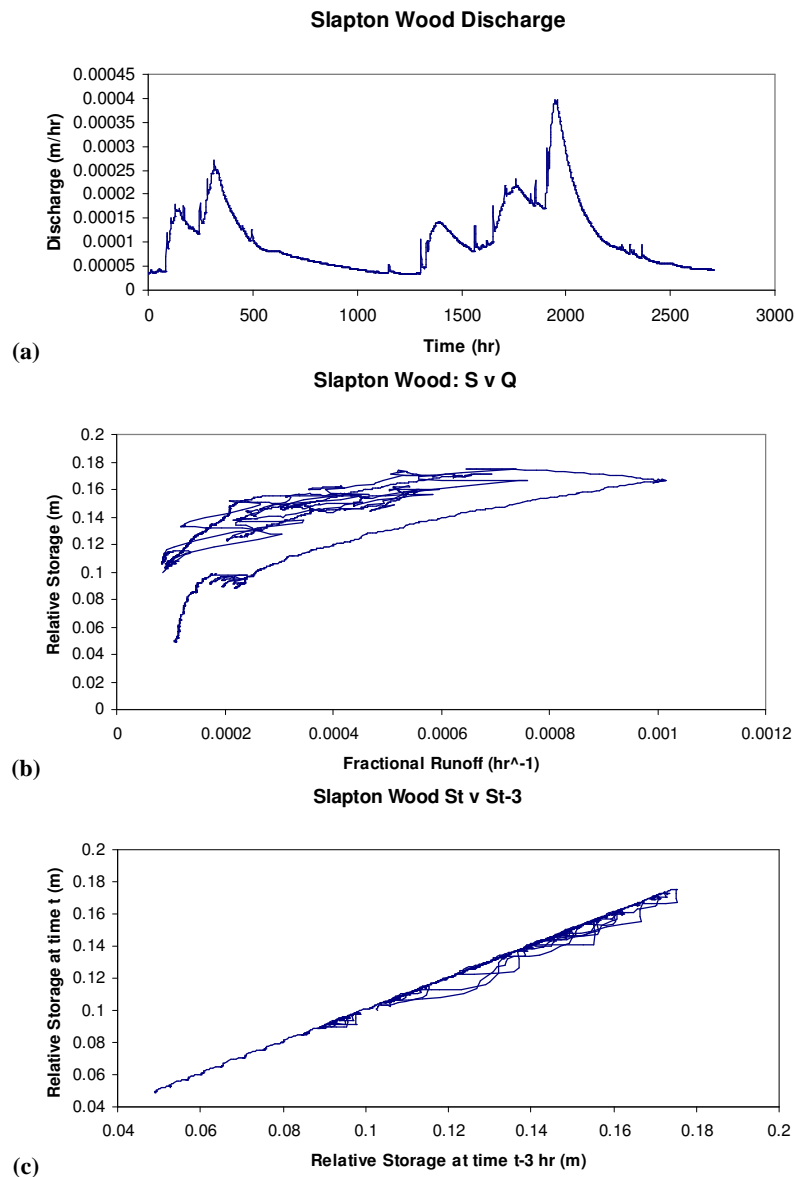 Slapton Wood Discharge
0.00045
0.0004
0.00035
0.0003
0.00025
0.0002
0.00015
0.0001
0.00005
0
Discharge (m/hr)
0 500 1000 1500 2000 2500 3000
Time (hr)
(a)
Slapton Wood: S v Q
0.2
0.18
0.16
0.14
0.12
0.1
0.08
0.06
0.04
0.02
0
Relative Storage (m)
0 0.0002 0.0004 0.0006 0.0008 0.001 0.0012
Fractional Runoff (hr^-1)
(b)
Slapton Wood St v St-3
0.2
0.18
0.16
0.14
0.12
0.1
0.08
0.06
0.04
Relative Storage at time t (m)
0.04 0.06 0.08 0.1 0.12 0.14 0.16 0.18 0.2
Relative Storage at time t-3 hr (m)
(c)